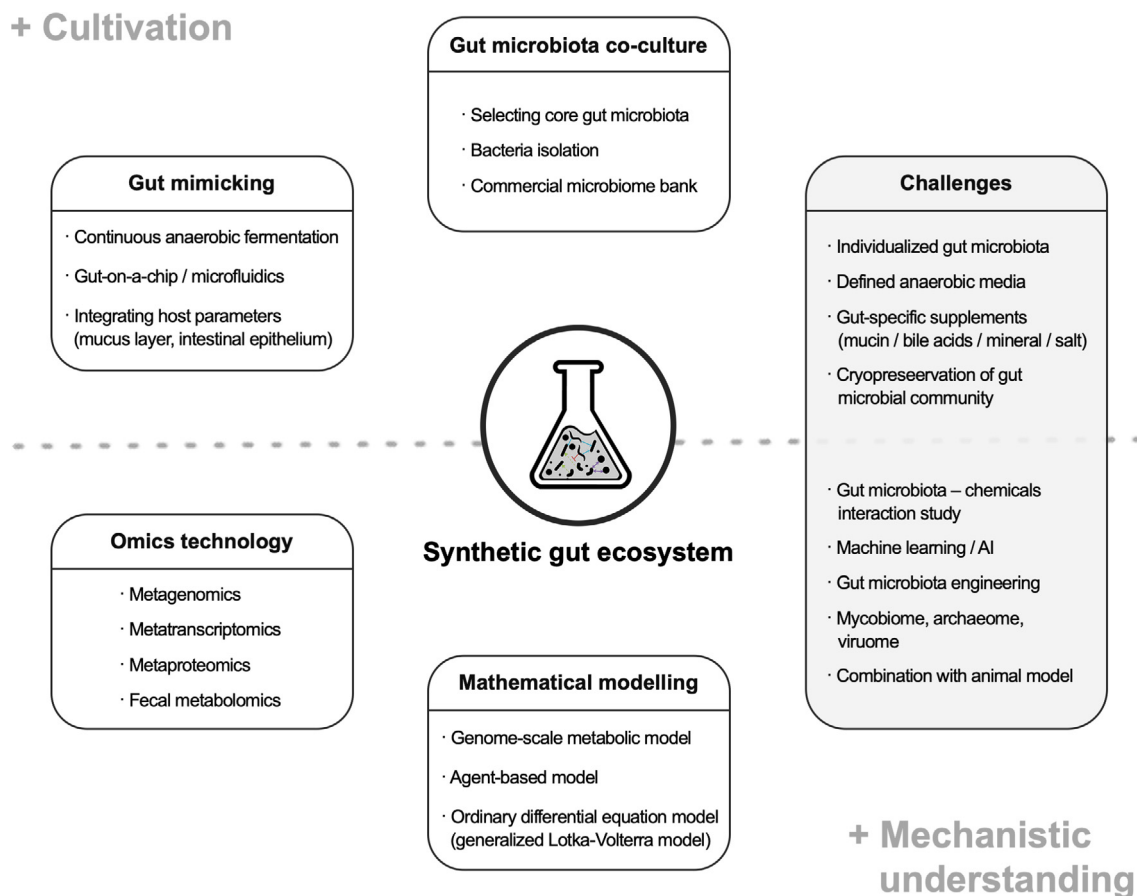 + Cultivation
Gut microbiota co-culture
· Selecting core gut microbiota
· Bacteria isolation
· Commercial microbiome bank
Gut mimicking
· Continuous anaerobic fermentation
· Gut-on-a-chip / microfluidics
· Integrating host parameters
(mucus layer, intestinal epithelium)
Challenges
· Individualized gut microbiota
· Defined anaerobic media
· Gut-specific supplements
(mucin / bile acids / mineral / salt)
· Cryopreseervation of gut
microbial community
· Gut microbiota – chemicals
interaction study
· Machine learning / AI
· Gut microbiota engineering
· Mycobiome, archaeome,
viruome
· Combination with animal model
Synthetic gut ecosystem
Omics technology
· Metagenomics
· Metatranscriptomics
· Metaproteomics
· Fecal metabolomics
Mathematical modelling
· Genome-scale metabolic model
· Agent-based model
· Ordinary differential equation model
(generalized Lotka-Volterra model)
+ Mechanistic
understanding